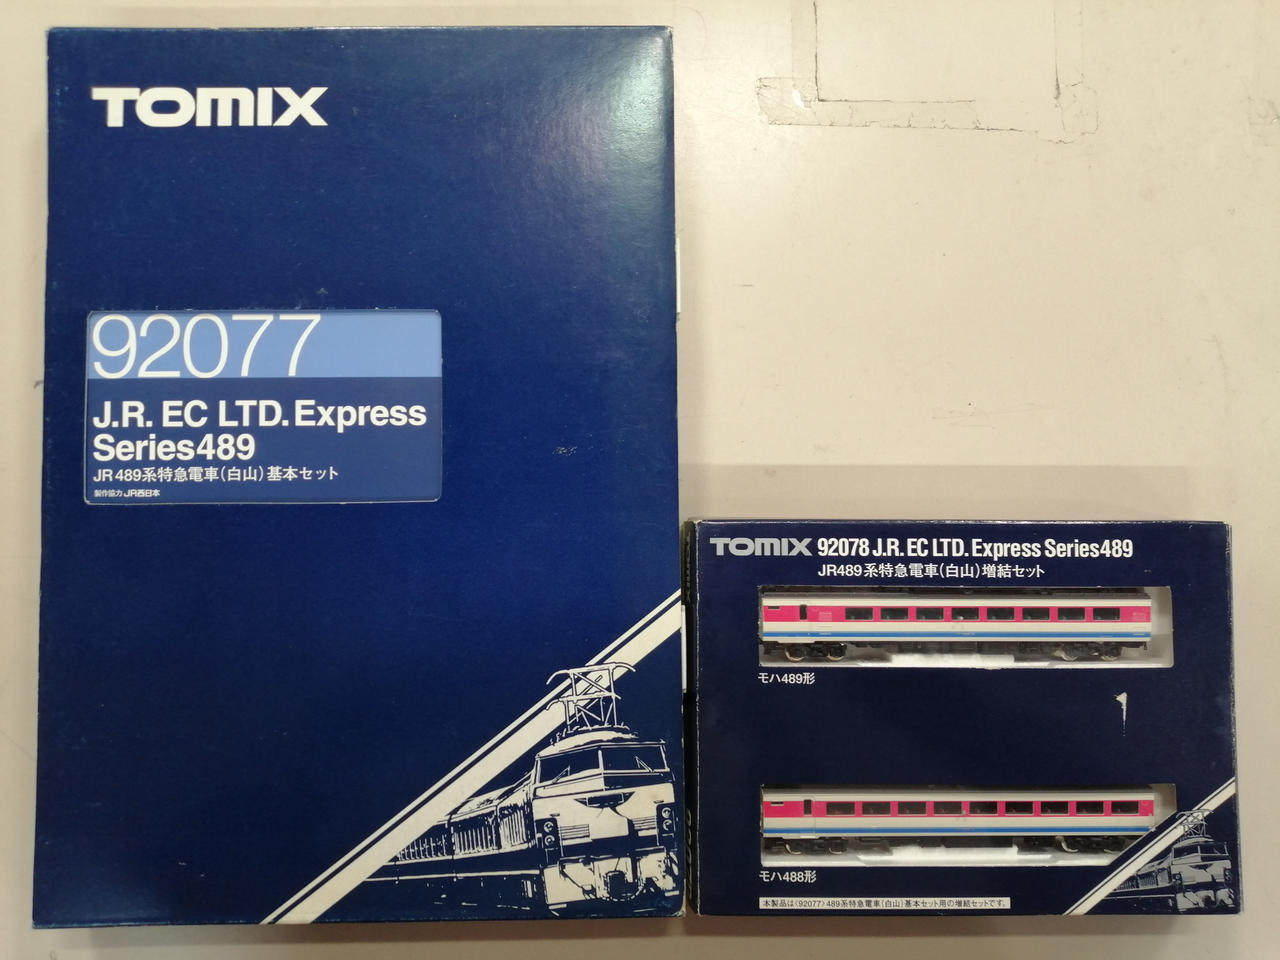 TOMIX
92077
J.R. EC LTD. Express
Series489
JR 489系特急電車(白山)基本セット
製作協力 JR西日本
TOMIX 92078 J.R. EC LTD. Express Series489
JR489系特急電車(白山)増結セット
モハ489形
モハ488形
本製品は〈92077〉489系特急電車(白山)基本セット用の増結セットです。